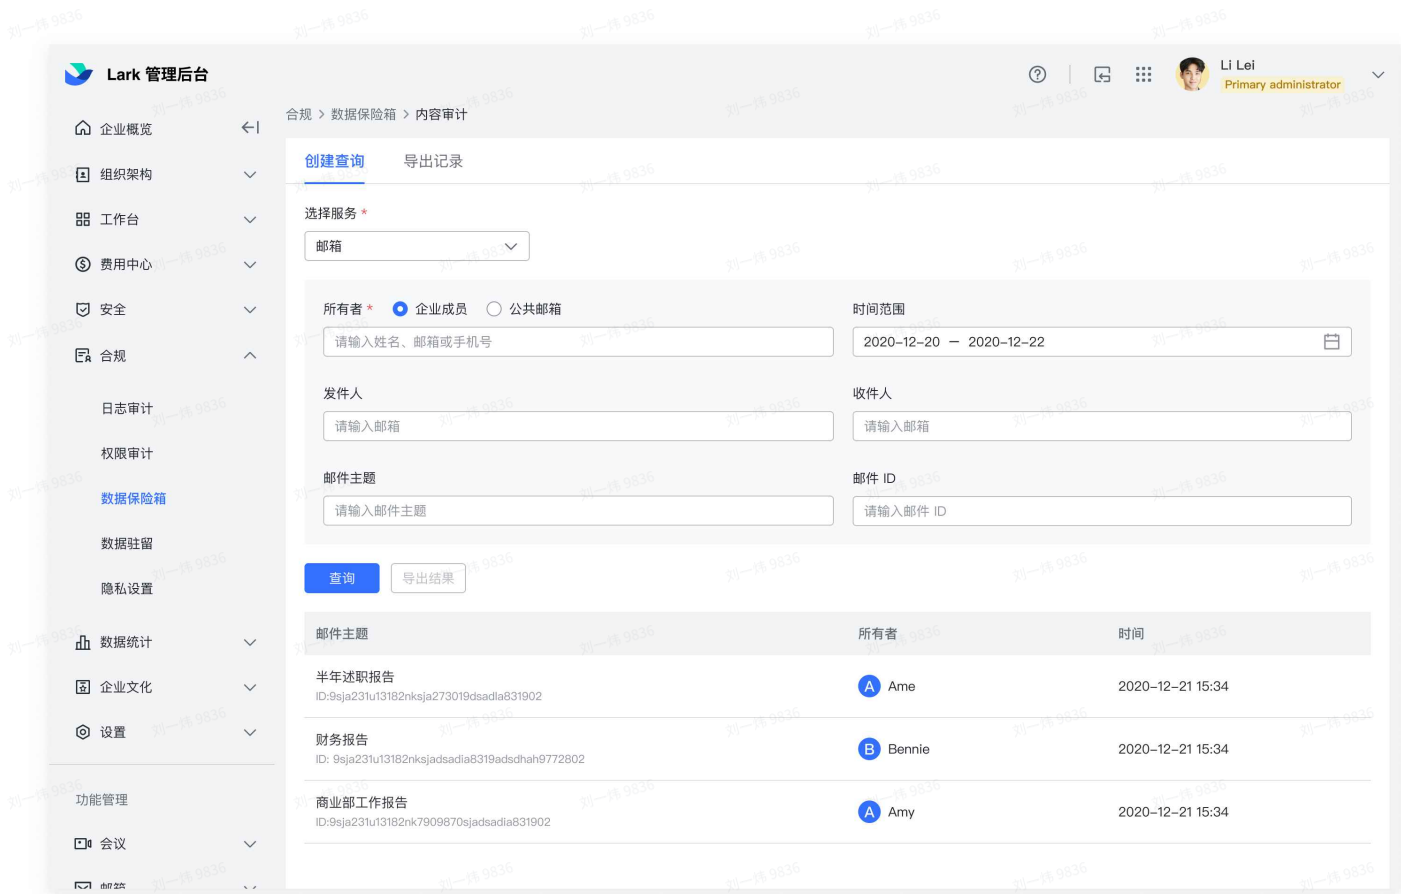 Lark 管理后台
Li Lei
Primary administrator
企业概览
组织架构
工作台
费用中心
安全
合规
日志审计
权限审计
数据保险箱
数据驻留
隐私设置
数据统计
企业文化
设置
功能管理
会议
邮箱
合规 > 数据保险箱 > 内容审计
创建查询 导出记录
选择服务 *
邮箱
所有者 * 企业成员 公共邮箱
请输入姓名、邮箱或手机号
时间范围
2020-12-20 – 2020-12-22
发件人
请输入邮箱
收件人
请输入邮箱
邮件主题
请输入邮件主题
邮件 ID
请输入邮件 ID
查询 导出结果
邮件主题 所有者 时间
半年述职报告
ID:9sja231u13182nksja273019dsadla831902
A Ame 2020-12-21 15:34
财务报告
ID: 9sja231u13182nksjadsadia8319adsdhah9772802
B Bennie 2020-12-21 15:34
商业部工作报告
ID:9sja231u13182nk7909870sjadsadia831902
A Amy 2020-12-21 15:34
刘一炜 9836